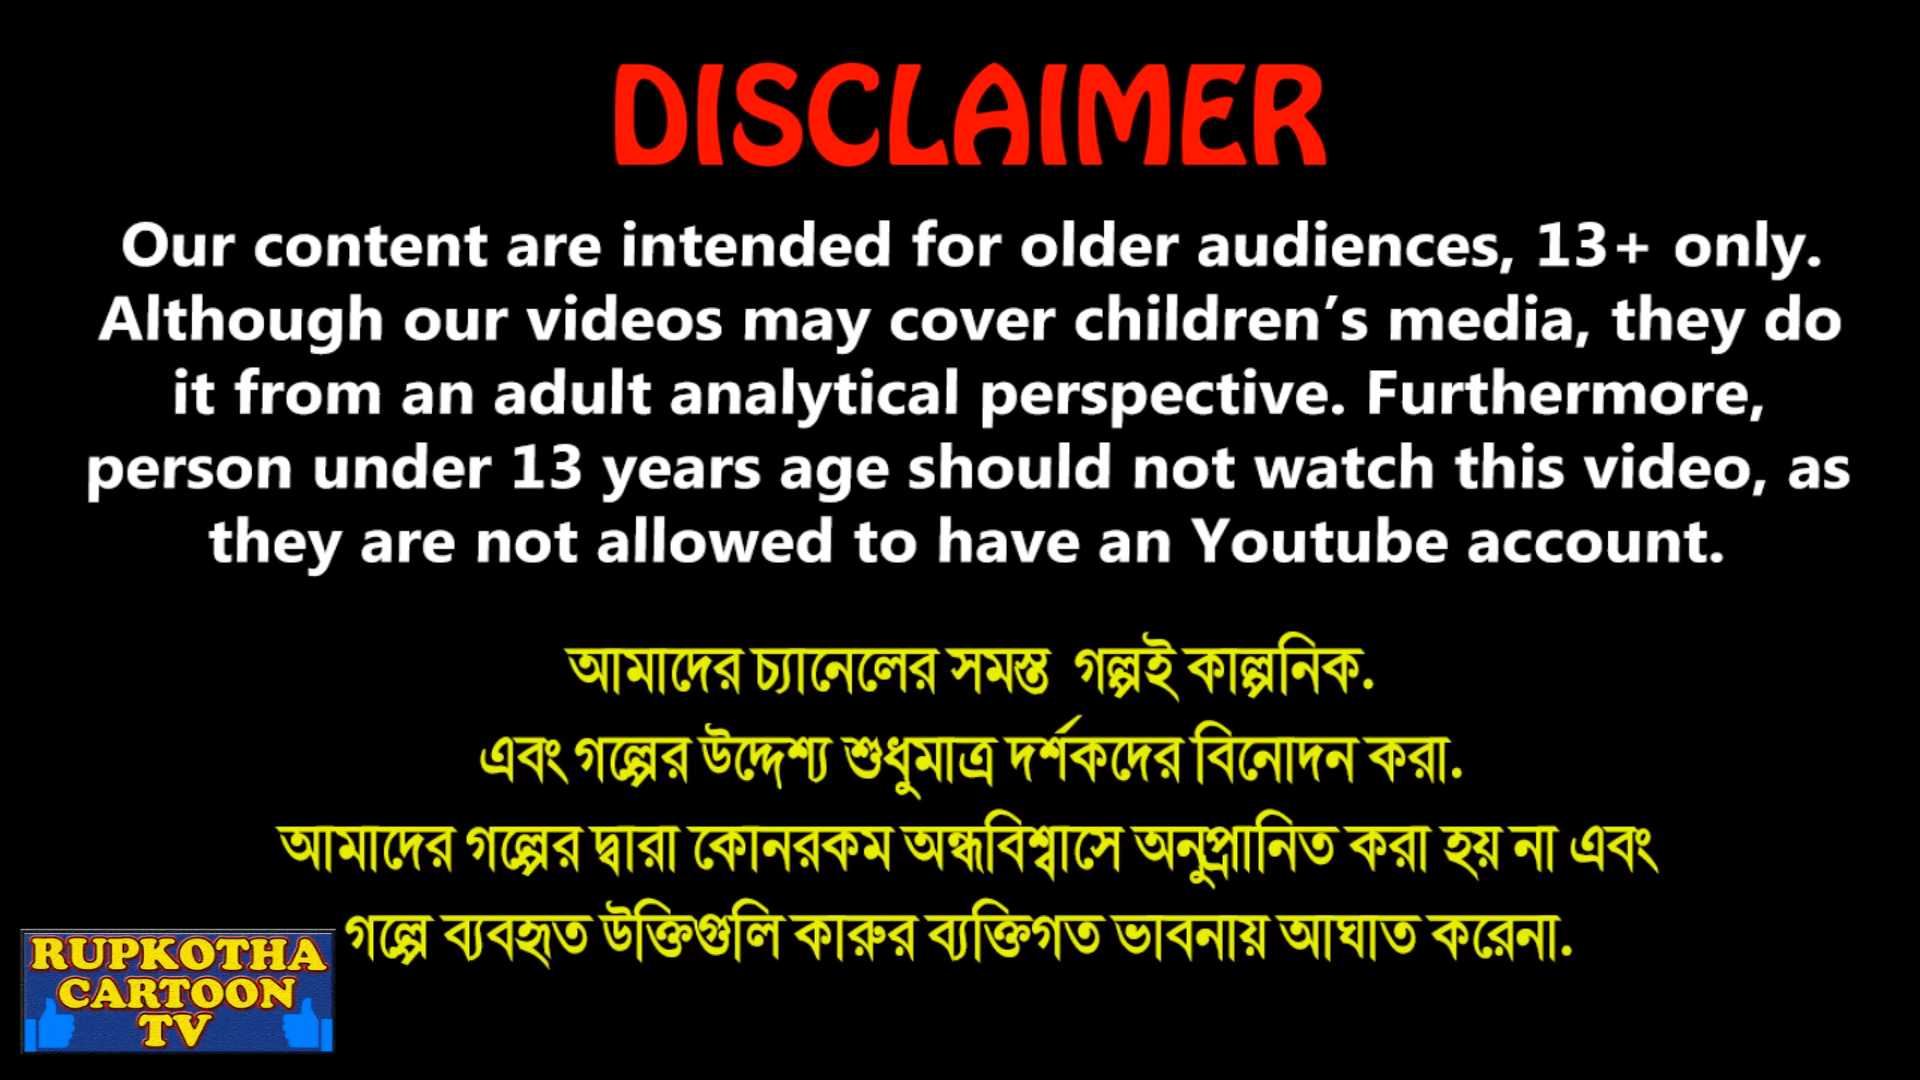 DISCLAIMER
Our content are intended for older audiences, 13+ only.
Although our videos may cover children’s media, they do
it from an adult analytical perspective. Furthermore,
person under 13 years age should not watch this video, as
they are not allowed to have an Youtube account.
আমাদের চ্যানেলের সমস্ত গল্পই কাল্পনিক.
এবং গল্পের উদ্দেশ্য শুধুমাত্র দর্শকদের বিনোদন করা.
আমাদের গল্পের দ্বারা কোনরকম অন্ধবিশ্বাসে অনুপ্রানিত করা হয় না এবং
গল্পে ব্যবহৃত উক্তিগুলি কারুর ব্যক্তিগত ভাবনায় আঘাত করেনা.
RUPKOTHA
CARTOON
TV